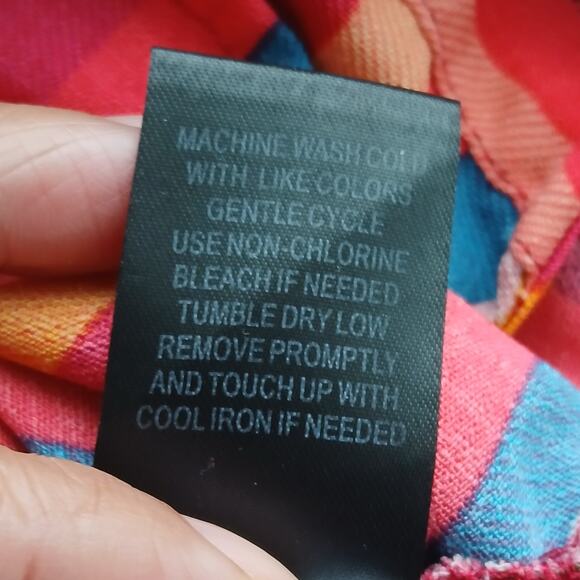 MACHINE WASH COLD
WITH LIKE COLORS
GENTLE CYCLE
USE NON-CHLORINE
BLEACH IF NEEDED
TUMBLE DRY LOW
REMOVE PROMPTLY
AND TOUCH UP WITH
COOL IRON IF NEEDED